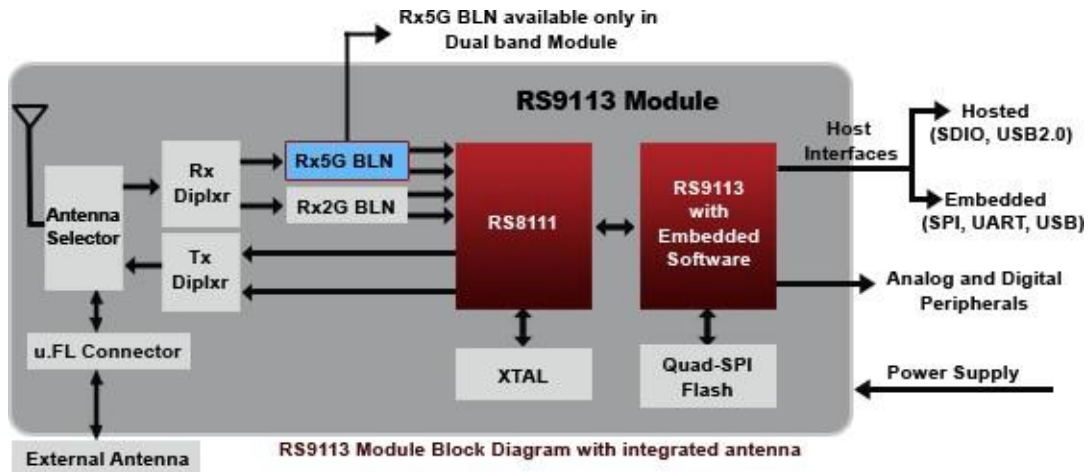 Rx5G BLN available only in
Dual band Module
RS9113 Module
Host
Interfaces
Hosted
(SDIO, USB2.0)
Embedded
(SPI, UART, USB)
Antenna
Selector
Rx
Diplxr
Rx5G BLN
Rx2G BLN
RS8111
RS9113
with
Embedded
Software
Tx
Diplxr
Analog and Digital
Peripherals
u.FL Connector
XTAL
Quad-SPI
Flash
Power Supply
External Antenna
RS9113 Module Block Diagram with integrated antenna